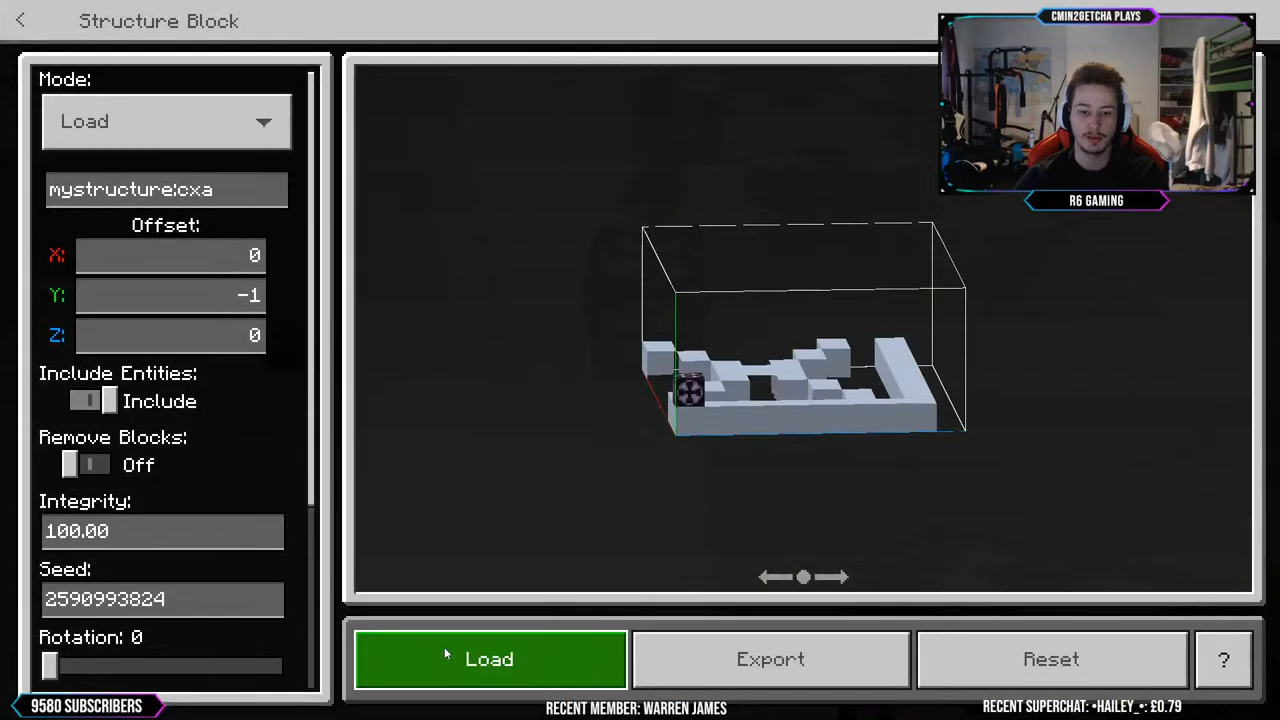 Structure Block
CMIN2GETCHA PLAYS
R6 GAMING
Mode:
Load
mystructure:cxa
Offset:
X: 0
Y: -1
Z: 0
Include Entities:
Include
Remove Blocks:
Off
Integrity:
100.00
Seed:
2590993824
Rotation: 0
Load
Export
Reset
?
9580 SUBSCRIBERS
RECENT MEMBER: WARREN JAMES
RECENT SUPERCHAT: •HAILEY_•: £0.79